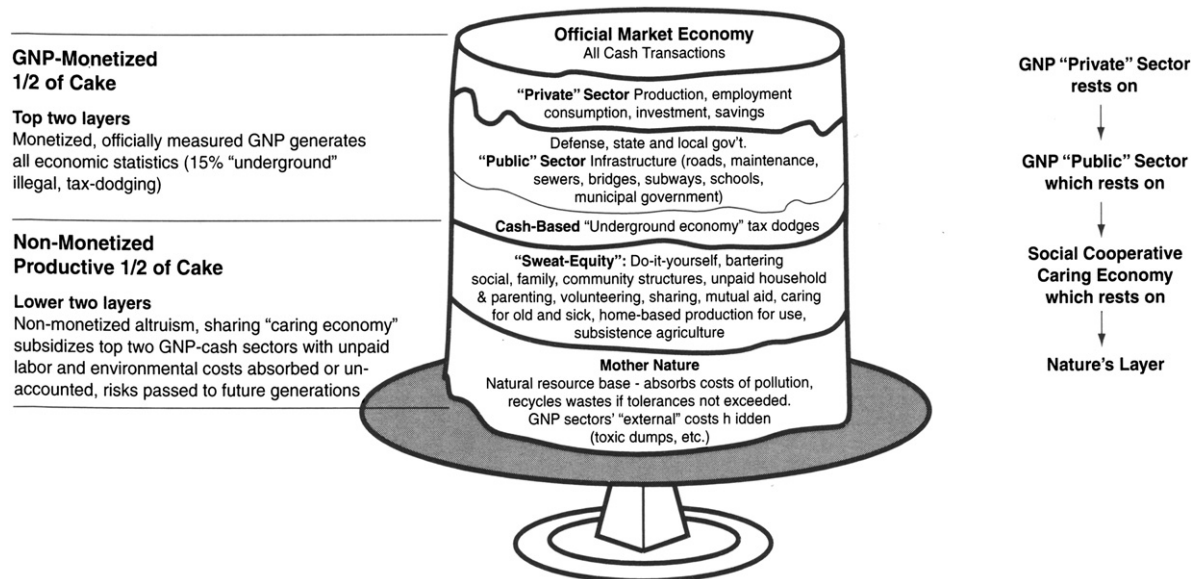 GNP-Monetized
1/2 of Cake
Top two layers
Monetized, officially measured GNP generates
all economic statistics (15% “underground”
illegal, tax-dodging)
Non-Monetized
Productive 1/2 of Cake
Lower two layers
Non-monetized altruism, sharing “caring economy”
subsidizes top two GNP-cash sectors with unpaid
labor and environmental costs absorbed or un-
accounted, risks passed to future generations
Official Market Economy
All Cash Transactions
“Private” Sector Production, employment
consumption, investment, savings
Defense, state and local gov’t.
“Public” Sector Infrastructure (roads, maintenance,
sewers, bridges, subways, schools,
municipal government)
Cash-Based “Underground economy” tax dodges
“Sweat-Equity”: Do-it-yourself, bartering
social, family, community structures, unpaid household
& parenting, volunteering, sharing, mutual aid, caring
for old and sick, home-based production for use,
subsistence agriculture
Mother Nature
Natural resource base - absorbs costs of pollution,
recycles wastes if tolerances not exceeded.
GNP sectors’ “external” costs h idden
(toxic dumps, etc.)
GNP “Private” Sector
rests on
GNP “Public” Sector
which rests on
Social Cooperative
Caring Economy
which rests on
Nature’s Layer